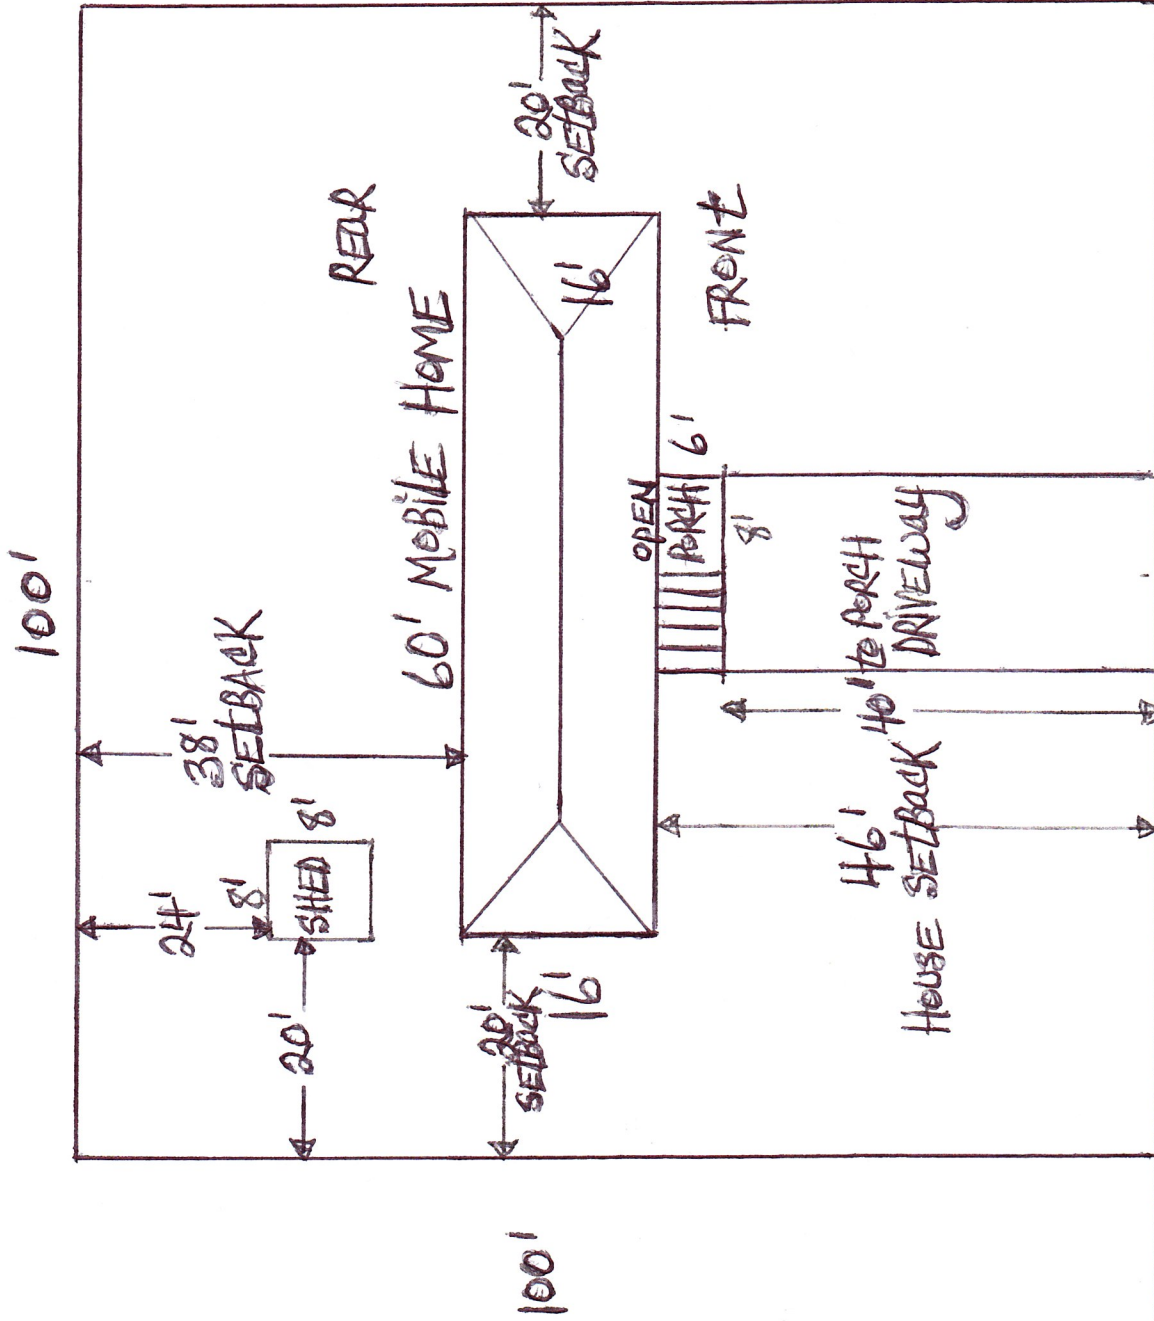 100'
20'
SETBACK
REAR
38'
SETBACK
24'
8'
SHED
8'
20'
60' MOBILE HOME
16'
20'
SETBACK
16'
FRONT
OPEN
PORCH
6'
8'
40' to PORCH
DRIVEWAY
46'
HOUSE SETBACK
100'